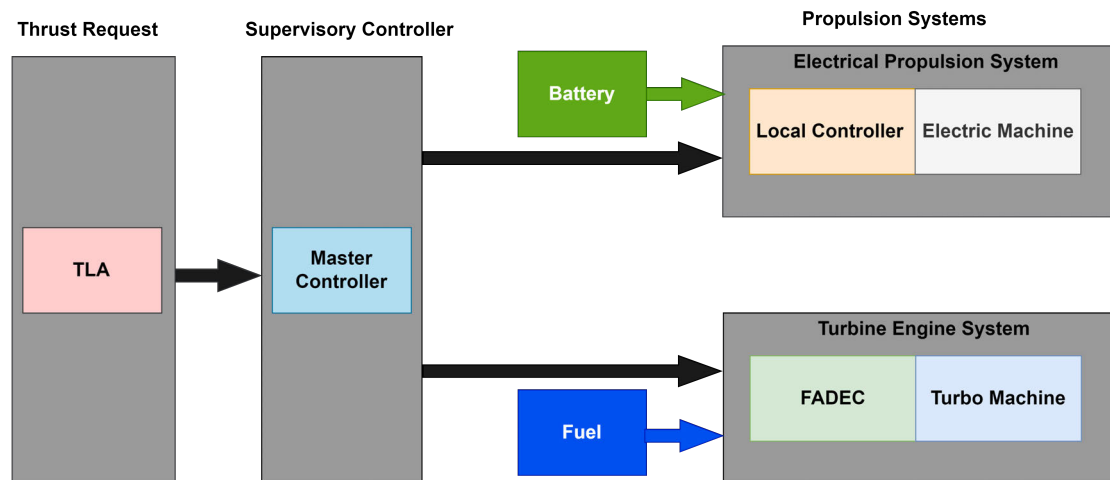 Thrust Request
Supervisory Controller
Propulsion Systems
TLA
Master
Controller
Battery
Electrical Propulsion System
Local Controller
Electric Machine
Fuel
Turbine Engine System
FADEC
Turbo Machine